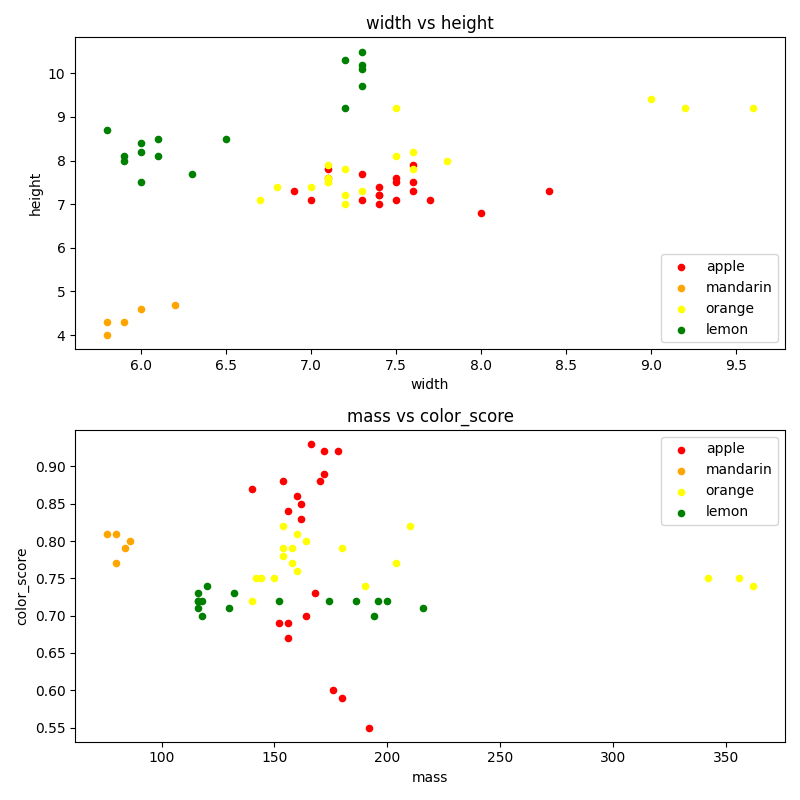 width vs height
10
9
8
7
6
5
4
height
apple
mandarin
orange
lemon
6.0 6.5 7.0 7.5 8.0 8.5 9.0 9.5
width
mass vs color_score
0.90
0.85
0.80
0.75
0.70
0.65
0.60
0.55
color_score
apple
mandarin
orange
lemon
100 150 200 250 300 350
mass